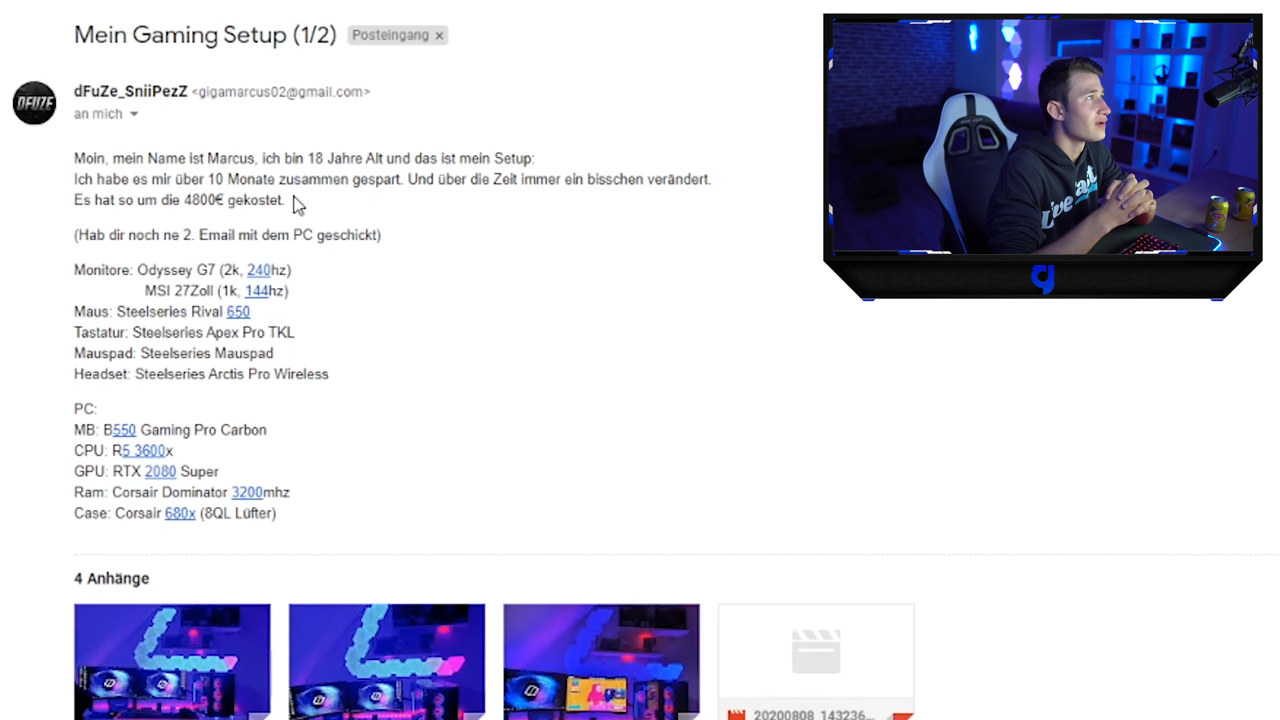 Mein Gaming Setup (1/2) Posteingang ×
DFUZE
dFuZe_SniiPezZ <gigamarcus02@gmail.com>
an mich
Moin, mein Name ist Marcus, ich bin 18 Jahre Alt und das ist mein Setup:
Ich habe es mir über 10 Monate zusammen gespart. Und über die Zeit immer ein bisschen verändert.
Es hat so um die 4800€ gekostet.
(Hab dir noch ne 2. Email mit dem PC geschickt)
Monitore: Odyssey G7 (2k, 240hz)
MSI 27Zoll (1k, 144hz)
Maus: Steelseries Rival 650
Tastatur: Steelseries Apex Pro TKL
Mauspad: Steelseries Mauspad
Headset: Steelseries Arctis Pro Wireless
PC:
MB: B550 Gaming Pro Carbon
CPU: R5 3600x
GPU: RTX 2080 Super
Ram: Corsair Dominator 3200mhz
Case: Corsair 680x (8QL Lüfter)
4 Anhänge
20200808_143236...